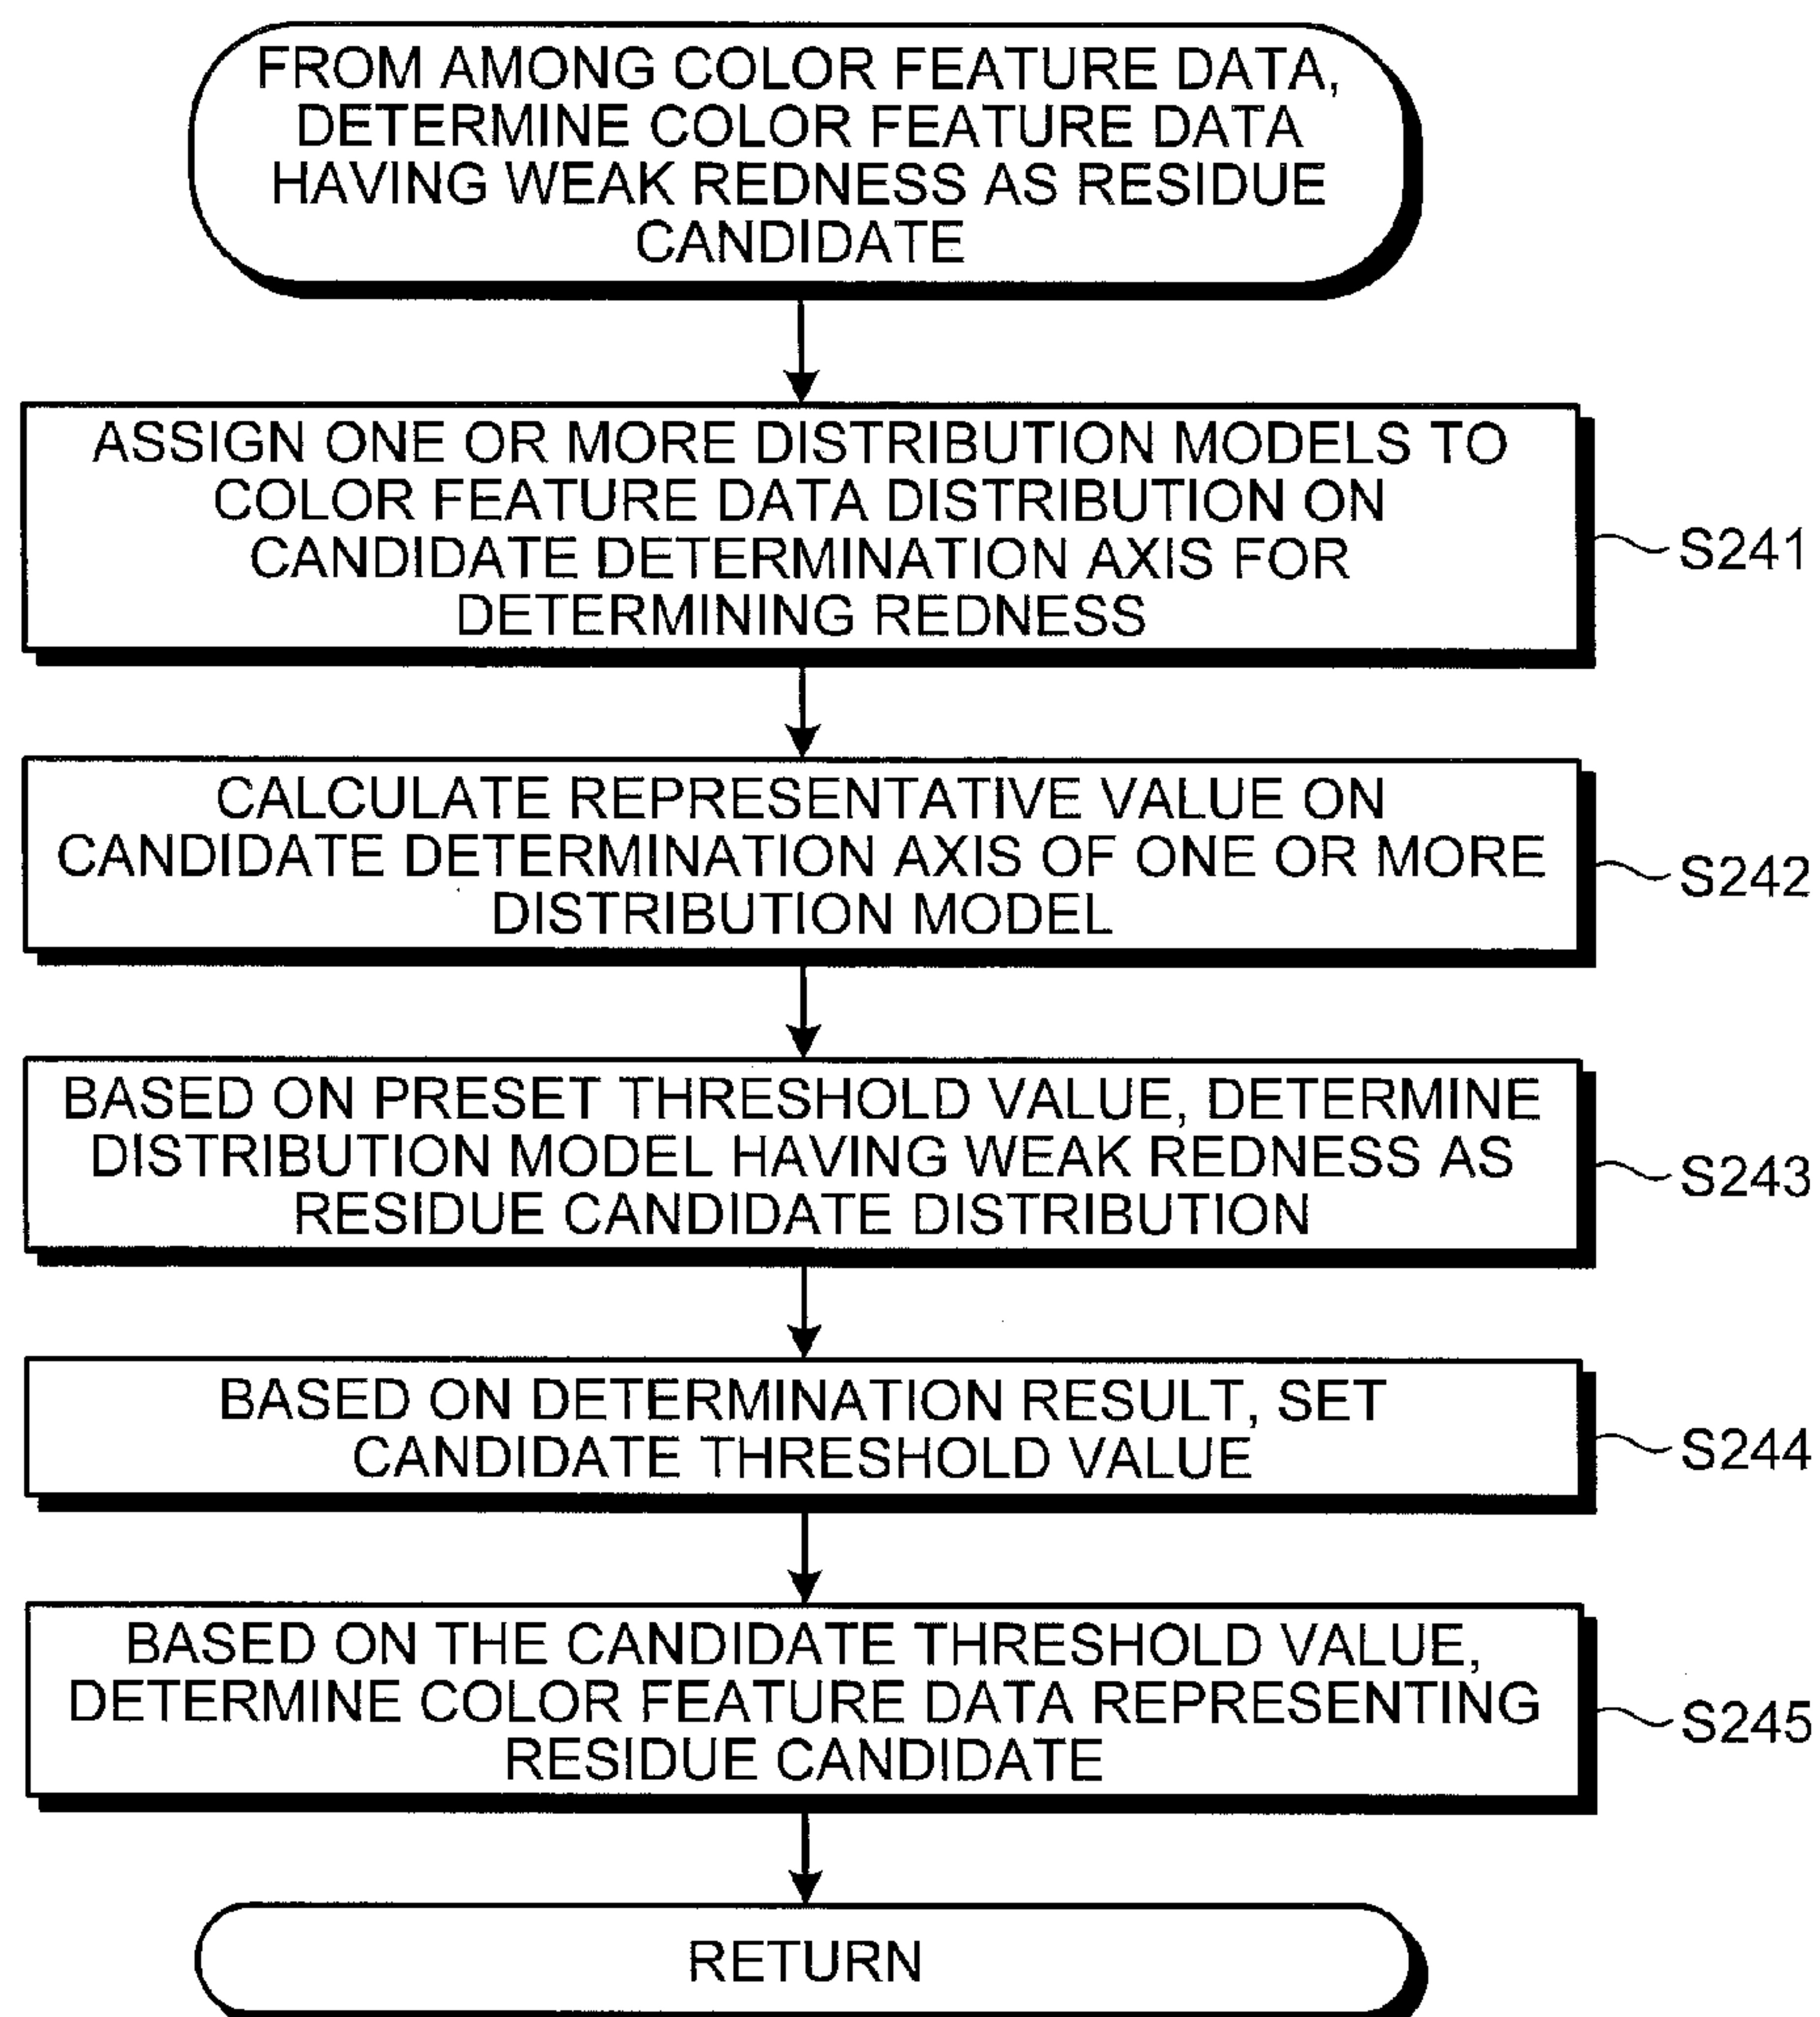 FROM AMONG COLOR FEATURE DATA,
DETERMINE COLOR FEATURE DATA
HAVING WEAK REDNESS AS RESIDUE
CANDIDATE
ASSIGN ONE OR MORE DISTRIBUTION MODELS TO
COLOR FEATURE DATA DISTRIBUTION ON
CANDIDATE DETERMINATION AXIS FOR
DETERMINING REDNESS
S241
CALCULATE REPRESENTATIVE VALUE ON
CANDIDATE DETERMINATION AXIS OF ONE OR MORE
DISTRIBUTION MODEL
S242
BASED ON PRESET THRESHOLD VALUE, DETERMINE
DISTRIBUTION MODEL HAVING WEAK REDNESS AS
RESIDUE CANDIDATE DISTRIBUTION
S243
BASED ON DETERMINATION RESULT, SET
CANDIDATE THRESHOLD VALUE
S244
BASED ON THE CANDIDATE THRESHOLD VALUE,
DETERMINE COLOR FEATURE DATA REPRESENTING
RESIDUE CANDIDATE
S245
RETURN